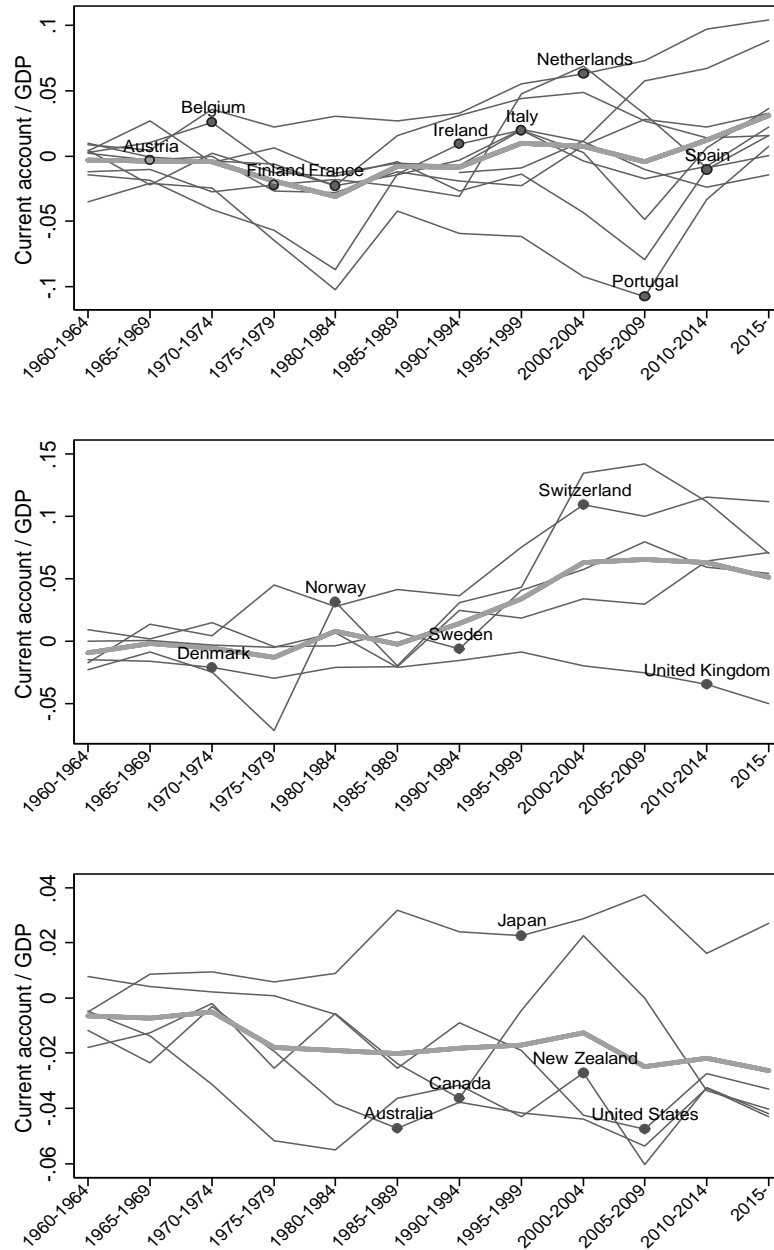 Current account / GDP
.1
.05
0
-.05
-.1
Netherlands
Belgium
Ireland
Italy
Austria
Finland
France
Spain
Portugal
1960-1964
1965-1969
1970-1974
1975-1979
1980-1984
1985-1989
1990-1994
1995-1999
2000-2004
2005-2009
2010-2014
2015-
Current account / GDP
.15
.1
.05
0
-.05
Switzerland
Norway
Sweden
Denmark
United Kingdom
1960-1964
1965-1969
1970-1974
1975-1979
1980-1984
1985-1989
1990-1994
1995-1999
2000-2004
2005-2009
2010-2014
2015-
Current account / GDP
.04
.02
0
-.02
-.04
-.06
Japan
New Zealand
Canada
Australia
United States
1960-1964
1965-1969
1970-1974
1975-1979
1980-1984
1985-1989
1990-1994
1995-1999
2000-2004
2005-2009
2010-2014
2015-